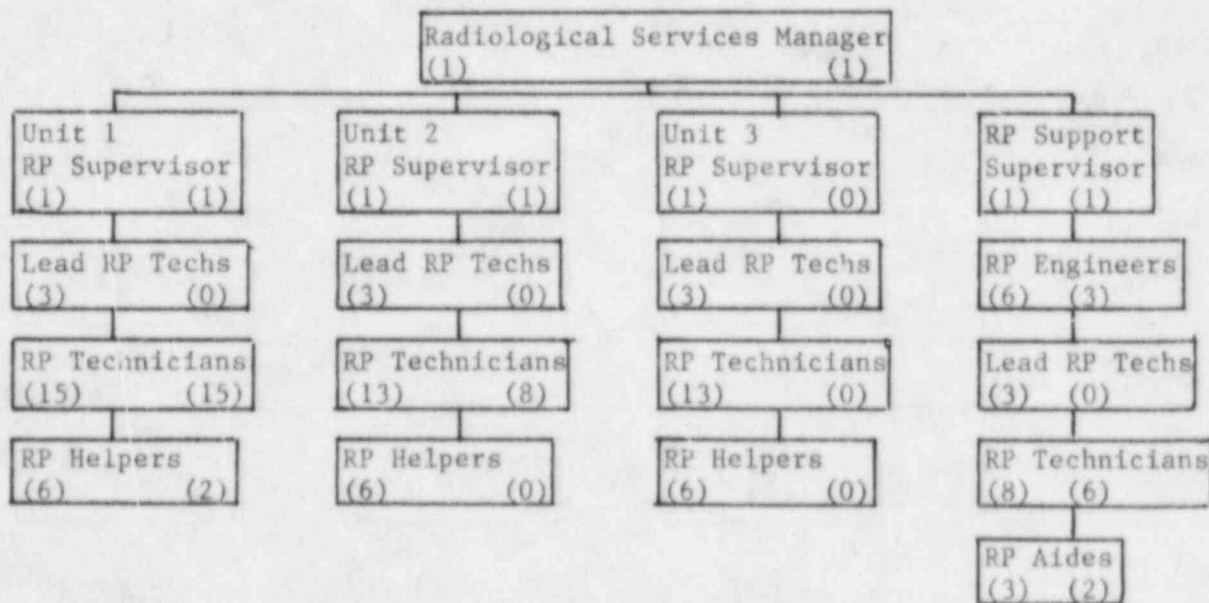 Radiological Services Manager
(1) (1)
Unit 1
RP Supervisor
(1) (1)
Lead RP Techs
(3) (0)
RP Technicians
(15) (15)
RP Helpers
(6) (2)
Unit 2
RP Supervisor
(1) (1)
Lead RP Techs
(3) (0)
RP Technicians
(13) (8)
RP Helpers
(6) (0)
Unit 3
RP Supervisor
(1) (0)
Lead RP Techs
(3) (0)
RP Technicians
(13) (0)
RP Helpers
(6) (0)
RP Support
Supervisor
(1) (1)
RP Engineers
(6) (3)
Lead RP Techs
(3) (0)
RP Technicians
(8) (6)
RP Aides
(3) (2)